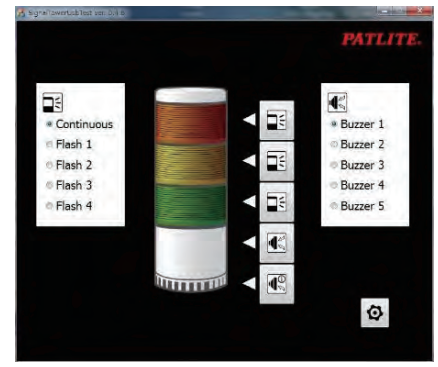 PATLITE.
Continuous
Flash 1
Flash 2
Flash 3
Flash 4
Buzzer 1
Buzzer 2
Buzzer 3
Buzzer 4
Buzzer 5